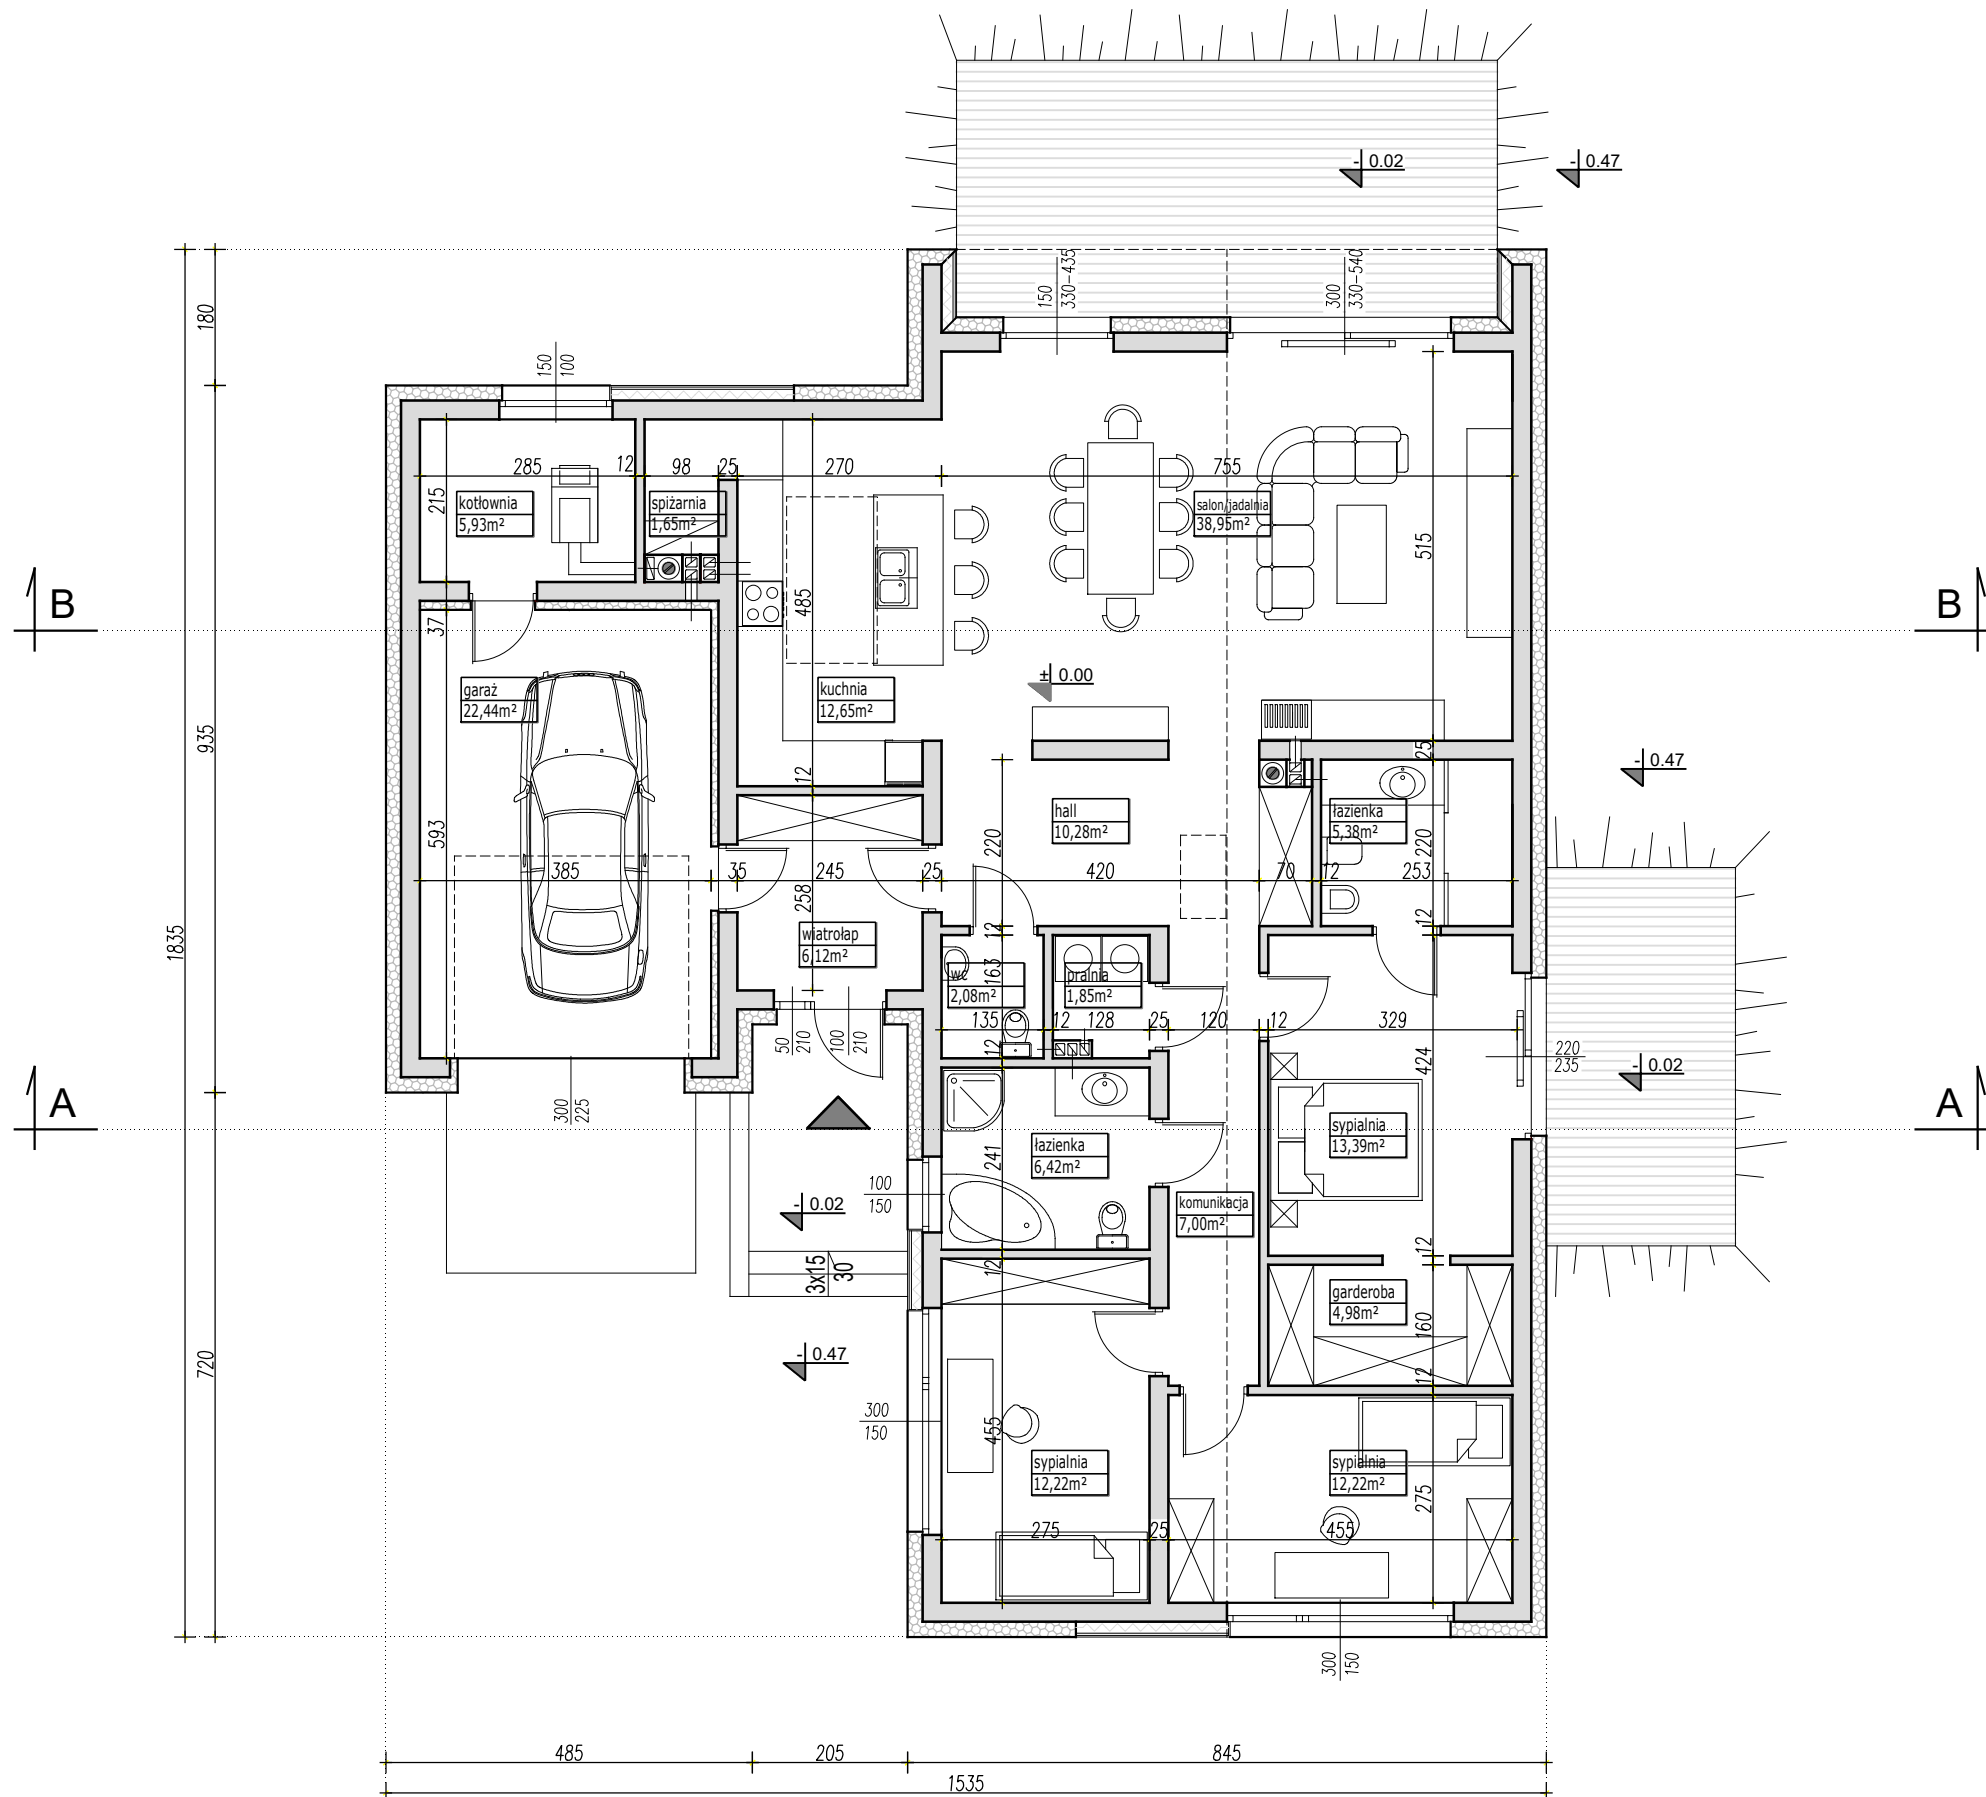 - 0.02
- 0.47
150
330-435
300
330-540
180
150
100
285
12
98
25
270
755
215
kotłownia
5,93m²
spiżarnia
1,65m²
salon/jadalnia
38,95m²
515
B
B
485
37
garaż
22,44m²
kuchnia
12,65m²
± 0.00
935
12
25
- 0.47
hall
10,28m²
łazienka
5,38m²
593
220
220
385
35
245
25
420
70
12
253
258
1835
wiatrołap
6,12m²
12
12
wc
2,08m²
163
pralnia
1,85m²
135
12
128
25
120
12
329
50
210
100
210
12
424
220
235
- 0.02
A
A
300
225
łazienka
6,42m²
241
sypialnia
13,39m²
100
150
- 0.02
komunikacja
7,00m²
3x15
30
12
12
garderoba
4,98m²
160
- 0.47
720
12
300
150
455
sypialnia
12,22m²
sypialnia
12,22m²
275
275
25
455
300
150
485
205
845
1535